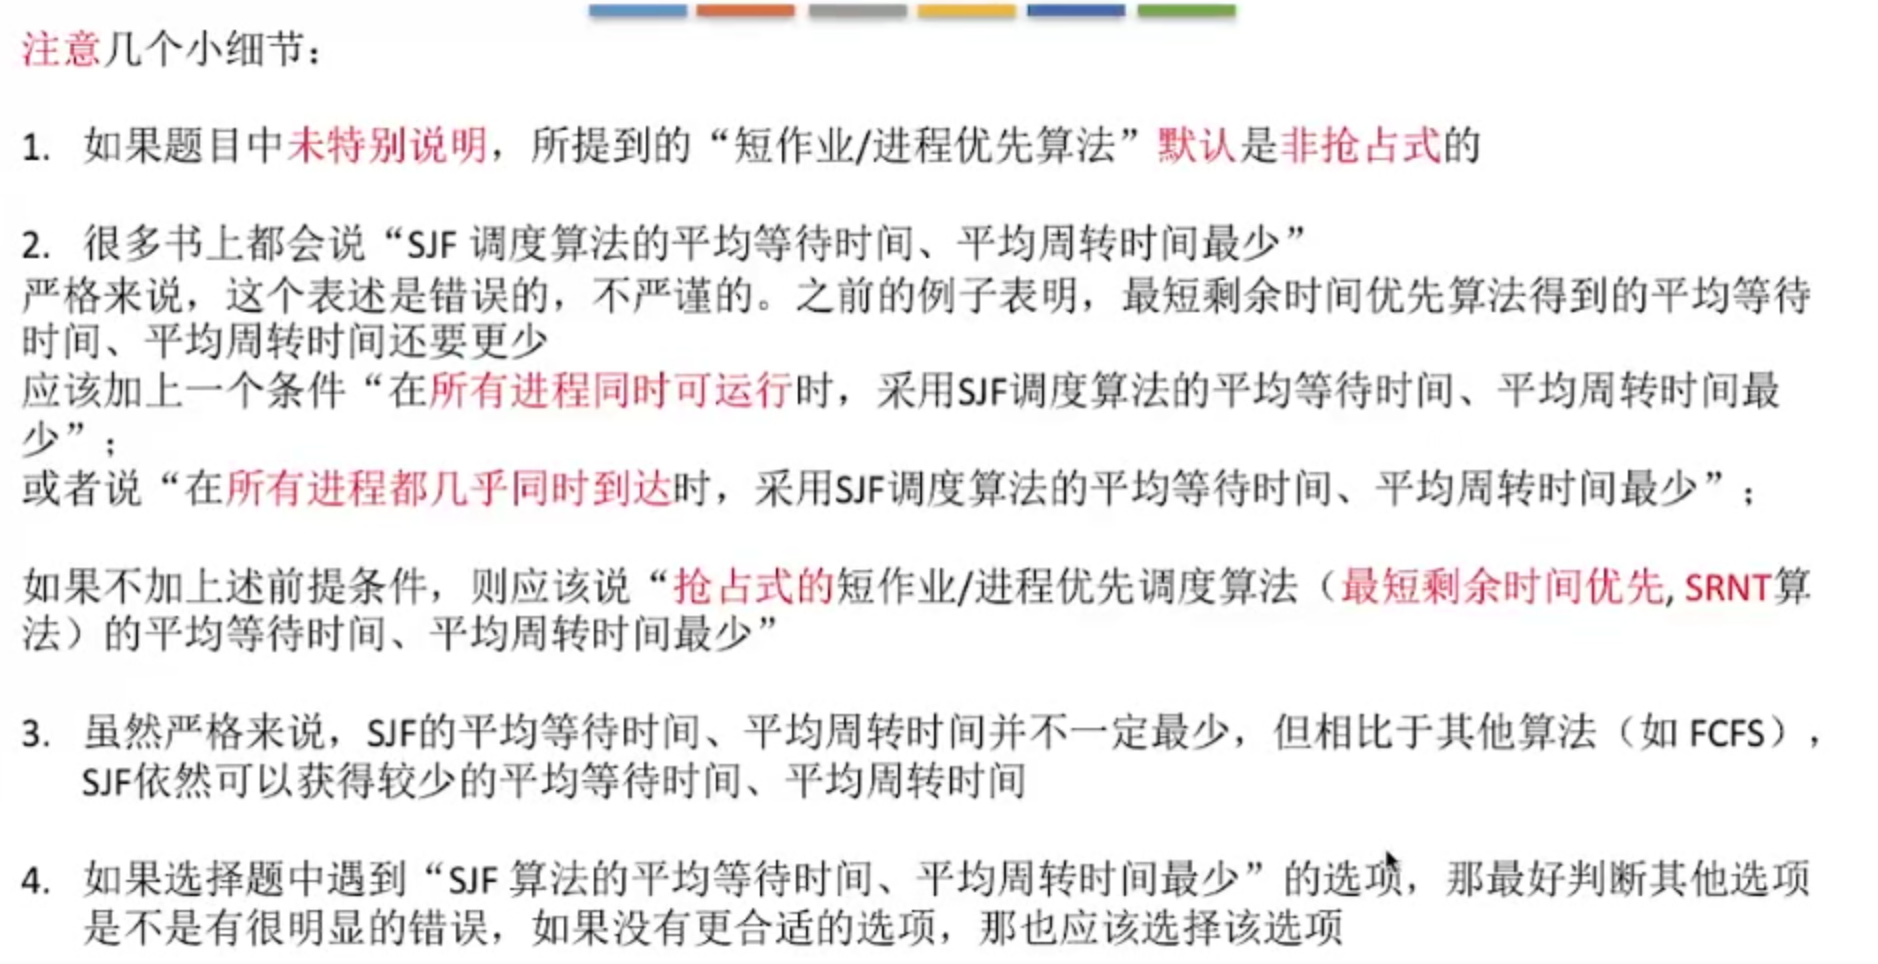 注意几个小细节：
1. 如果题目中未特别说明，所提到的“短作业/进程优先算法”默认是非抢占式的
2. 很多书上都会说“SJF 调度算法的平均等待时间、平均周转时间最少”
严格来说，这个表述是错误的，不严谨的。之前的例子表明，最短剩余时间优先算法得到的平均等待
时间、平均周转时间还要更少
应该加上一个条件“在所有进程同时可运行时，采用SJF调度算法的平均等待时间、平均周转时间最
少”；
或者说“在所有进程都几乎同时到达时，采用SJF调度算法的平均等待时间、平均周转时间最少”；
如果不加上述前提条件，则应该说“抢占式的短作业/进程优先调度算法（最短剩余时间优先, SRNT算
法）的平均等待时间、平均周转时间最少”
3. 虽然严格来说，SJF的平均等待时间、平均周转时间并不一定最少，但相比于其他算法（如 FCFS），
SJF依然可以获得较少的平均等待时间、平均周转时间
4. 如果选择题中遇到“SJF 算法的平均等待时间、平均周转时间最少”的选项，那最好判断其他选项
是不是有很明显的错误，如果没有更合适的选项，那也应该选择该选项